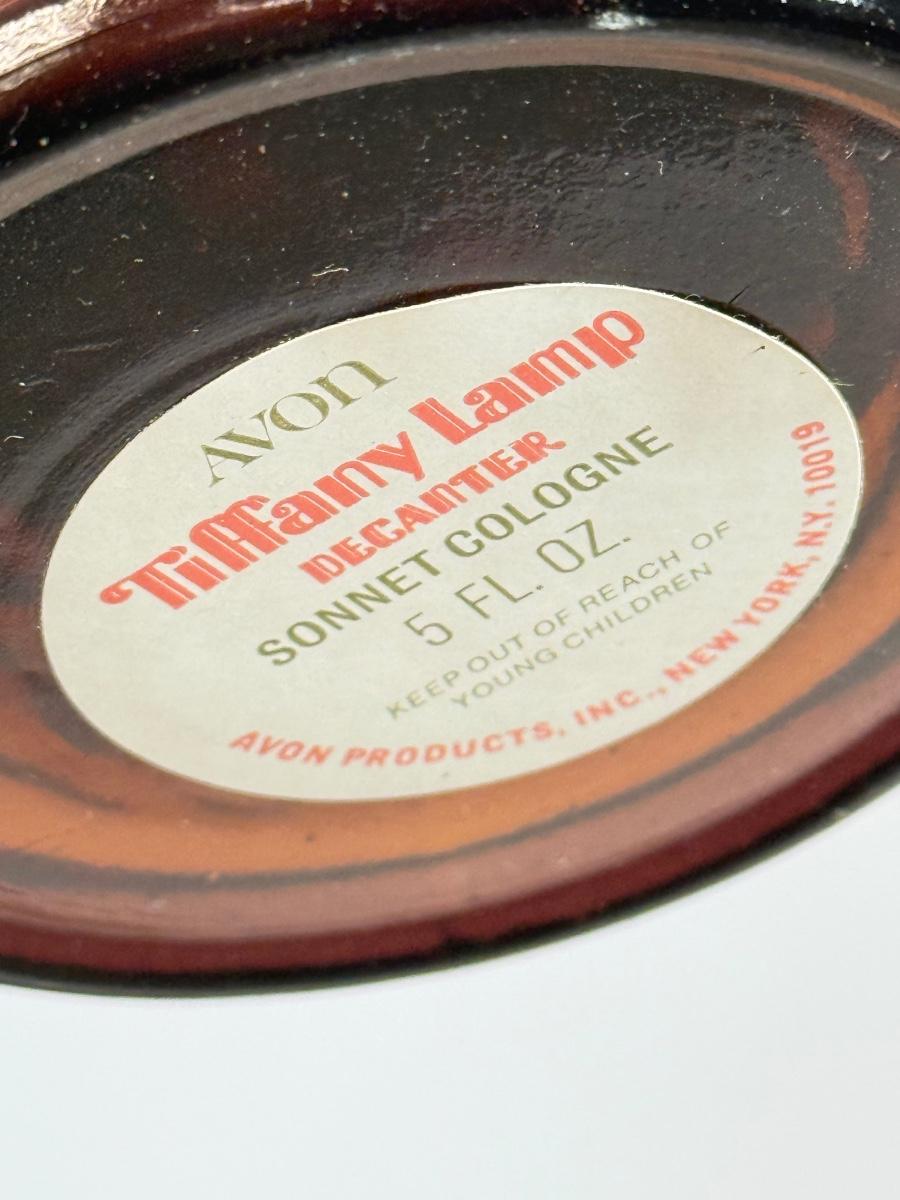 AVON
Tiffany Lamp
DECANTER
SONNET COLOGNE
5 FL. OZ.
KEEP OUT OF REACH OF
YOUNG CHILDREN
AVON PRODUCTS, INC., NEW YORK, N.Y. 10019